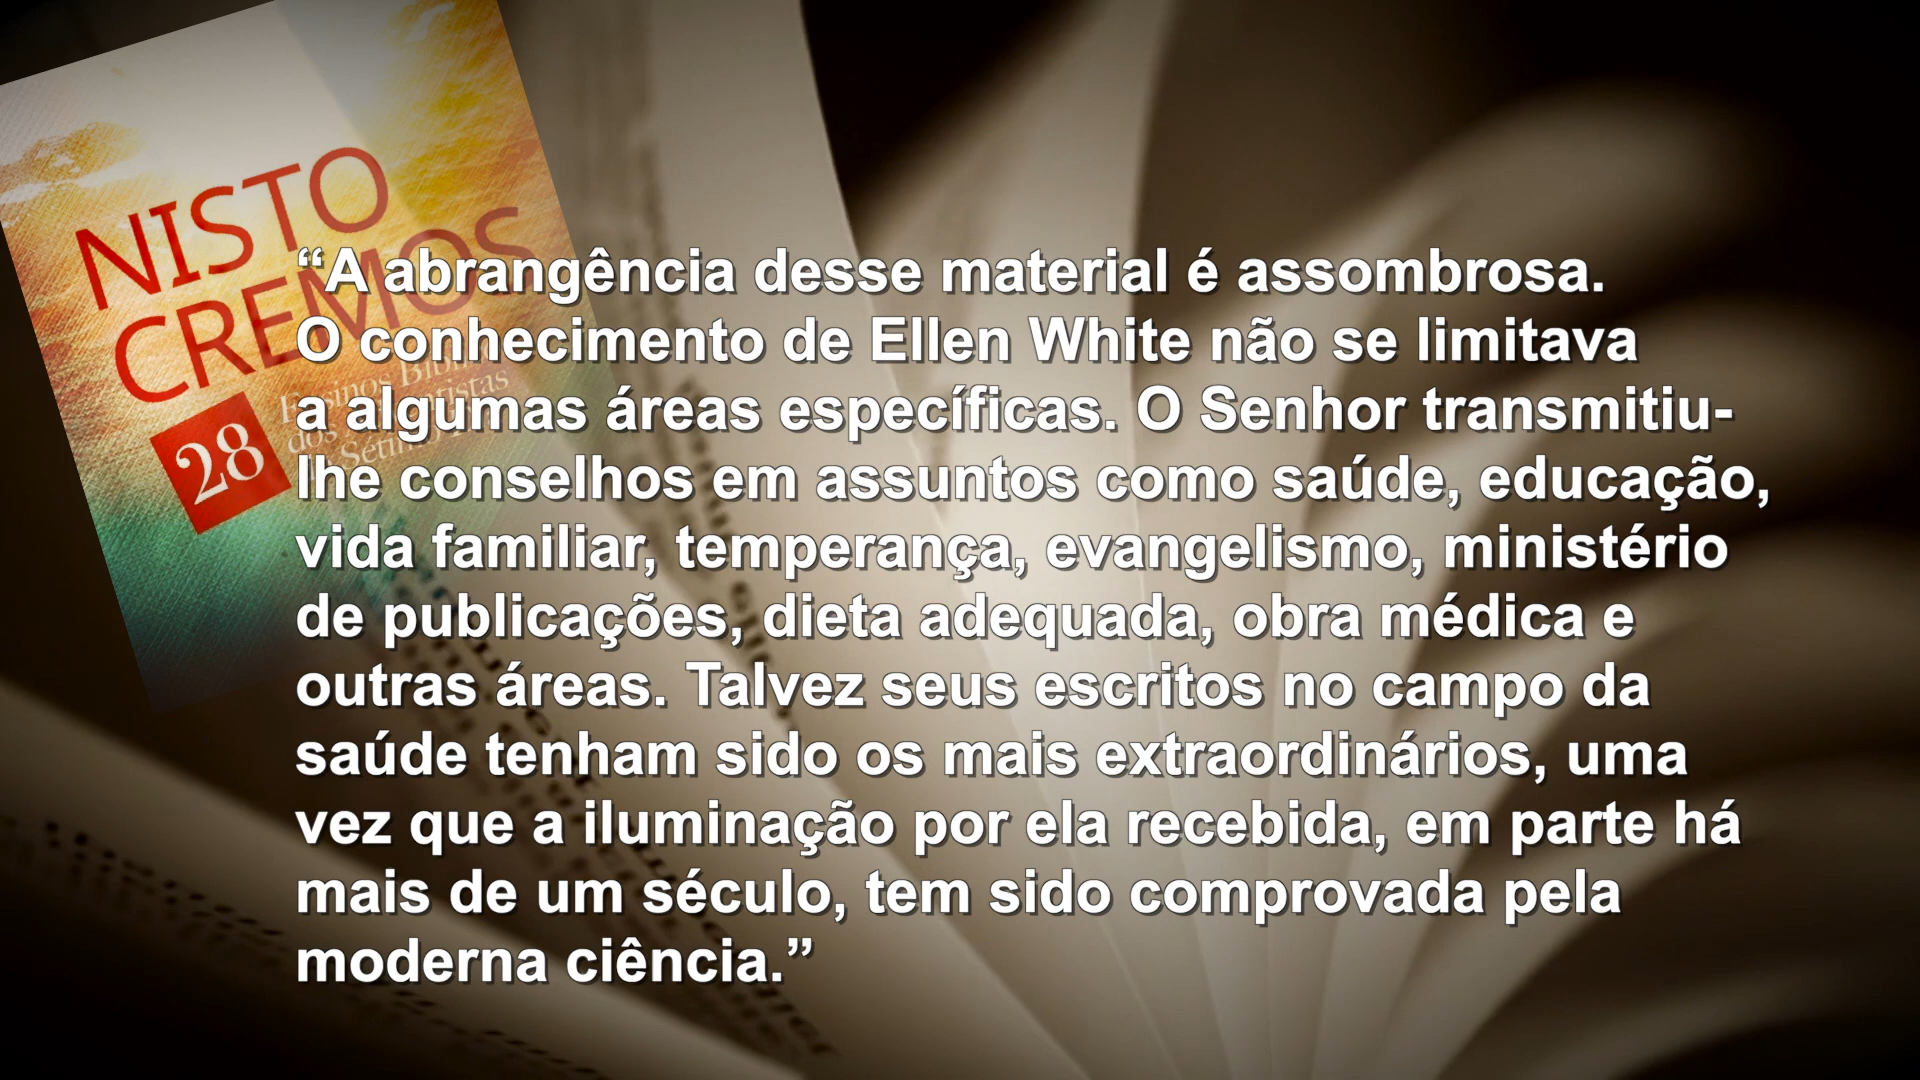 NISTO
CREMOS
28
Ensinos
dos
Sétimo
“A abrangência desse material é assombrosa.
O conhecimento de Ellen White não se limitava
a algumas áreas específicas. O Senhor transmitiu-
lhe conselhos em assuntos como saúde, educação,
vida familiar, temperança, evangelismo, ministério
de publicações, dieta adequada, obra médica e
outras áreas. Talvez seus escritos no campo da
saúde tenham sido os mais extraordinários, uma
vez que a iluminação por ela recebida, em parte há
mais de um século, tem sido comprovada pela
moderna ciência.”